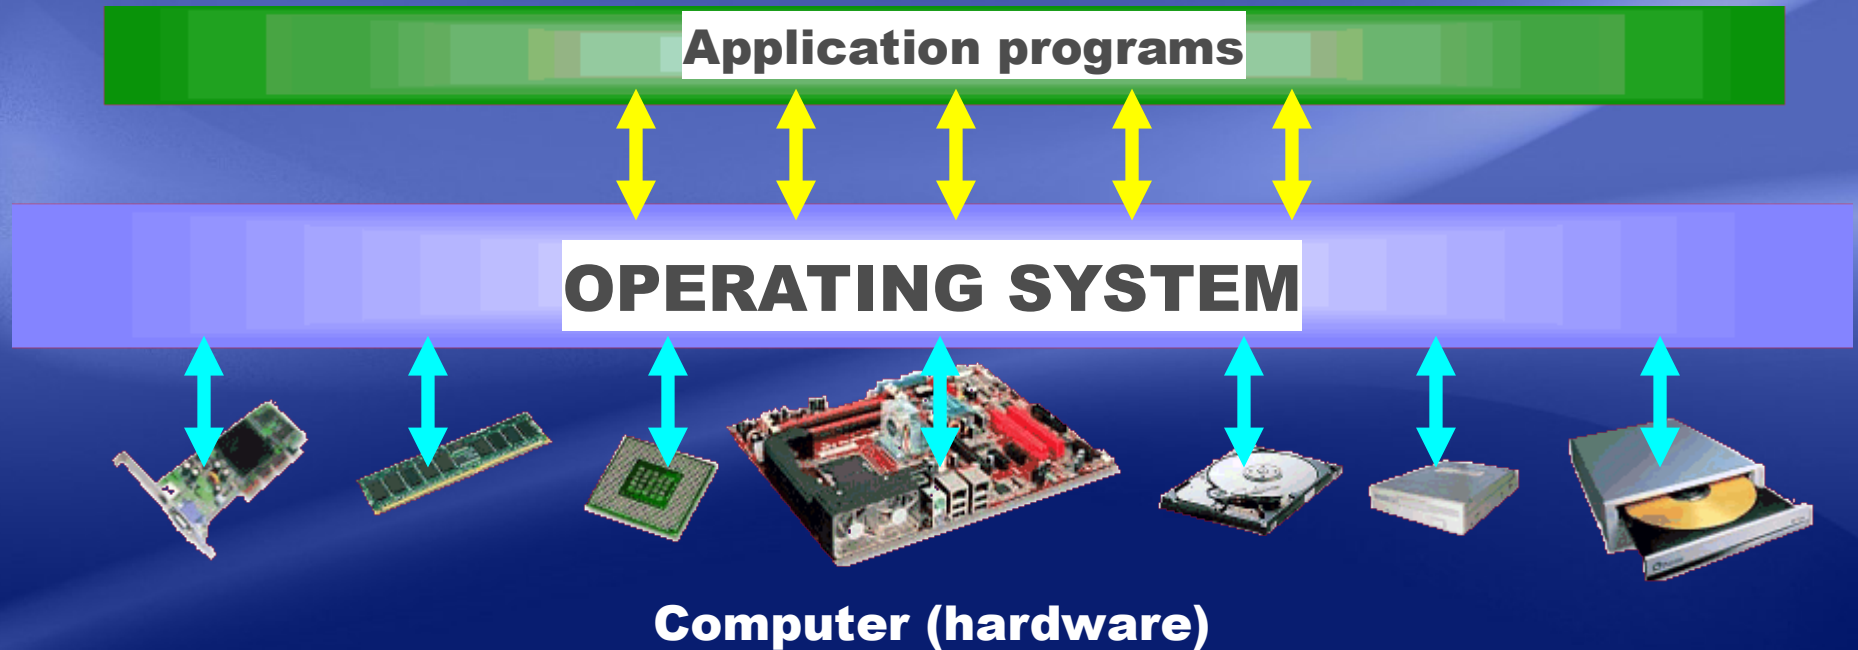 Application programs
OPERATING SYSTEM
Computer (hardware)